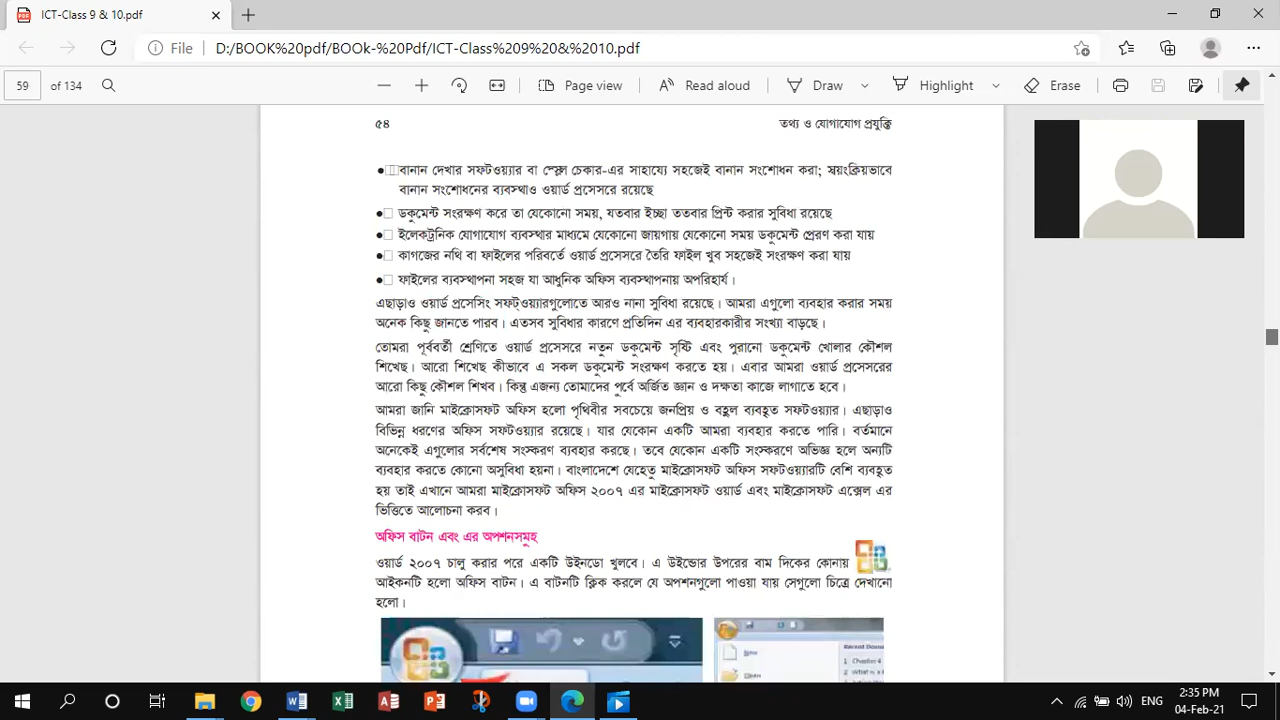 ICT-Class 9 & 10.pdf
File D:/BOOK%20pdf/BOOk-%20Pdf/ICT-Class%209%20&%2010.pdf
59 of 134 Page view Read aloud Draw Highlight Erase
৫৪ তথ্য ও যোগাযোগ প্রযুক্তি
বানান দেখার সফটওয়্যার বা স্পেল চেকার-এর সাহায্যে সহজেই বানান সংশোধন করা; স্বয়ংক্রিয়ভাবে
বানান সংশোধনের ব্যবস্থাও ওয়ার্ড প্রসেসরে রয়েছে
ডকুমেন্ট সংরক্ষণ করে তা যেকোনো সময়, যতবার ইচ্ছা ততবার প্রিন্ট করার সুবিধা রয়েছে
ইলেকট্রনিক যোগাযোগ ব্যবস্থার মাধ্যমে যেকোনো জায়গায় যেকোনো সময় ডকুমেন্ট প্রেরণ করা যায়
কাগজের নথি বা ফাইলের পরিবর্তে ওয়ার্ড প্রসেসরে তৈরি ফাইল খুব সহজেই সংরক্ষণ করা যায়
ফাইলের ব্যবস্থাপনা সহজ যা আধুনিক অফিস ব্যবস্থাপনায় অপরিহার্য।
এছাড়াও ওয়ার্ড প্রসেসিং সফট্ওয়্যারগুলোতে আরও নানা সুবিধা রয়েছে। আমরা এগুলো ব্যবহার করার সময়
অনেক কিছু জানতে পারব। এতসব সুবিধার কারণে প্রতিদিন এর ব্যবহারকারীর সংখ্যা বাড়ছে।
তোমরা পূর্ববর্তী শ্রেণিতে ওয়ার্ড প্রসেসরে নতুন ডকুমেন্ট সৃষ্টি এবং পুরানো ডকুমেন্ট খোলার কৌশল
শিখেছ। আরো শিখেছ কীভাবে এ সকল ডকুমেন্ট সংরক্ষণ করতে হয়। এবার আমরা ওয়ার্ড প্রসেসরের
আরো কিছু কৌশল শিখব। কিন্তু এজন্য তোমাদের পূর্বে অর্জিত জ্ঞান ও দক্ষতা কাজে লাগাতে হবে।
আমরা জানি মাইক্রোসফট অফিস হলো পৃথিবীর সবচেয়ে জনপ্রিয় ও বহুল ব্যবহৃত সফটওয়্যার। এছাড়াও
বিভিন্ন ধরণের অফিস সফটওয়্যার রয়েছে। যার যেকোন একটি আমরা ব্যবহার করতে পারি। বর্তমানে
অনেকেই এগুলোর সর্বশেষ সংস্করণ ব্যবহার করছে। তবে যেকোন একটি সংস্করণে অভিজ্ঞ হলে অন্যটি
ব্যবহার করতে কোনো অসুবিধা হয়না। বাংলাদেশে যেহেতু মাইক্রোসফট অফিস সফটওয়্যারটি বেশি ব্যবহৃত
হয় তাই এখানে আমরা মাইক্রোসফট অফিস ২০০৭ এর মাইক্রোসফট ওয়ার্ড এবং মাইক্রোসফট এক্সেল এর
ভিত্তিতে আলোচনা করব।
অফিস বাটন এবং এর অপশনসমূহ
ওয়ার্ড ২০০৭ চালু করার পরে একটি উইনডো খুলবে। এ উইন্ডোর উপরের বাম দিকের কোনায়
আইকনটি হলো অফিস বাটন। এ বাটনটি ক্লিক করলে যে অপশনগুলো পাওয়া যায় সেগুলো চিত্রে দেখানো
হলো।
ENG
2:35 PM
04-Feb-21